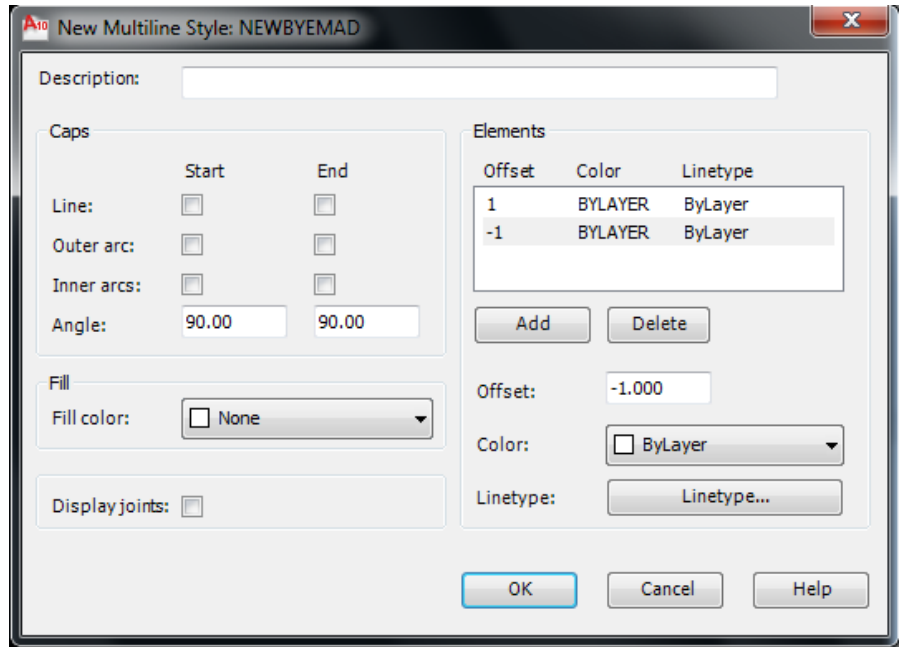 A10 New Multiline Style: NEWBYEMAD
Description:
Caps
Start End
Line:
Outer arc:
Inner arcs:
Angle: 90.00 90.00
Fill
Fill color: None
Display joints:
Elements
Offset Color Linetype
1 BYLAYER ByLayer
-1 BYLAYER ByLayer
Add Delete
Offset: -1.000
Color: ByLayer
Linetype: Linetype...
OK Cancel Help